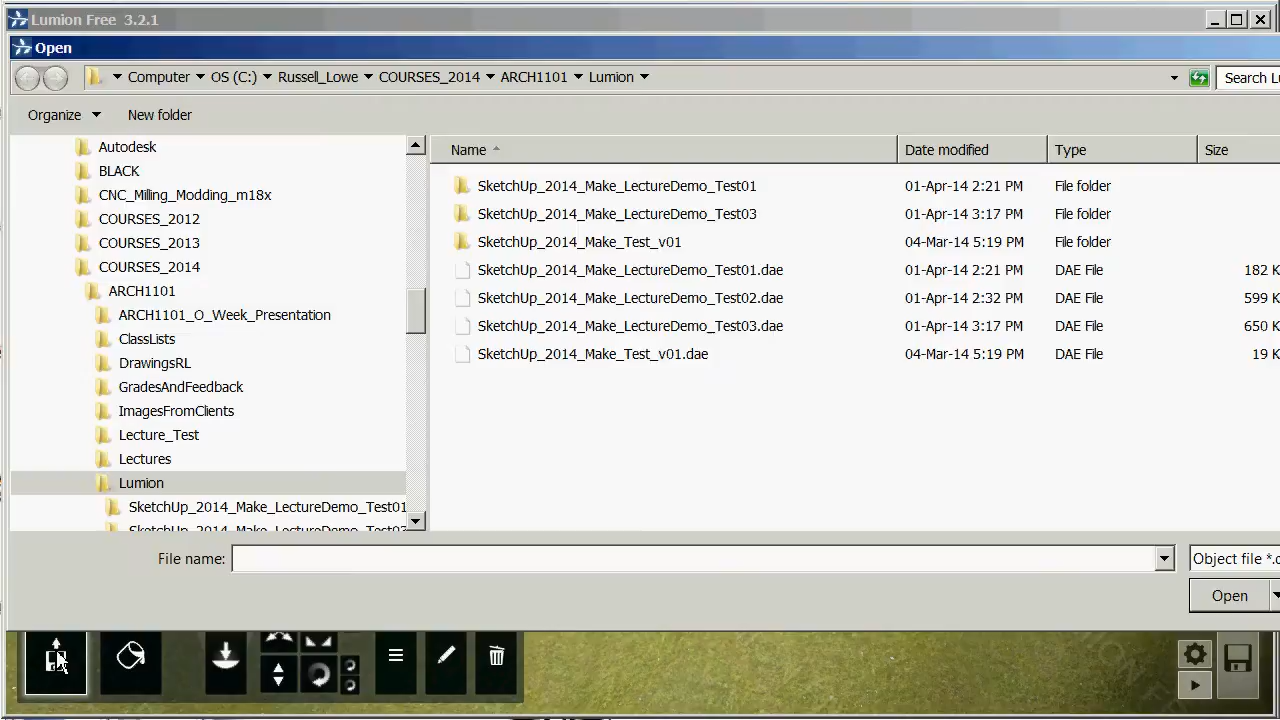 Lumion Free 3.2.1
Open
Computer OS (C:) Russell_Lowe COURSES_2014 ARCH1101 Lumion
Search Lu
Organize New folder
Autodesk
BLACK
CNC_Milling_Modding_m18x
COURSES_2012
COURSES_2013
COURSES_2014
ARCH1101
ARCH1101_O_Week_Presentation
ClassLists
DrawingsRL
GradesAndFeedback
ImagesFromClients
Lecture_Test
Lectures
Lumion
SketchUp_2014_Make_LectureDemo_Test01
SketchUp_2014_Make_LectureDemo_Test03
Name Date modified Type Size
SketchUp_2014_Make_LectureDemo_Test01 01-Apr-14 2:21 PM File folder
SketchUp_2014_Make_LectureDemo_Test03 01-Apr-14 3:17 PM File folder
SketchUp_2014_Make_Test_v01 04-Mar-14 5:19 PM File folder
SketchUp_2014_Make_LectureDemo_Test01.dae 01-Apr-14 2:21 PM DAE File 182 K
SketchUp_2014_Make_LectureDemo_Test02.dae 01-Apr-14 2:32 PM DAE File 599 K
SketchUp_2014_Make_LectureDemo_Test03.dae 01-Apr-14 3:17 PM DAE File 650 K
SketchUp_2014_Make_Test_v01.dae 04-Mar-14 5:19 PM DAE File 19 K
File name: Object file *.c
Open